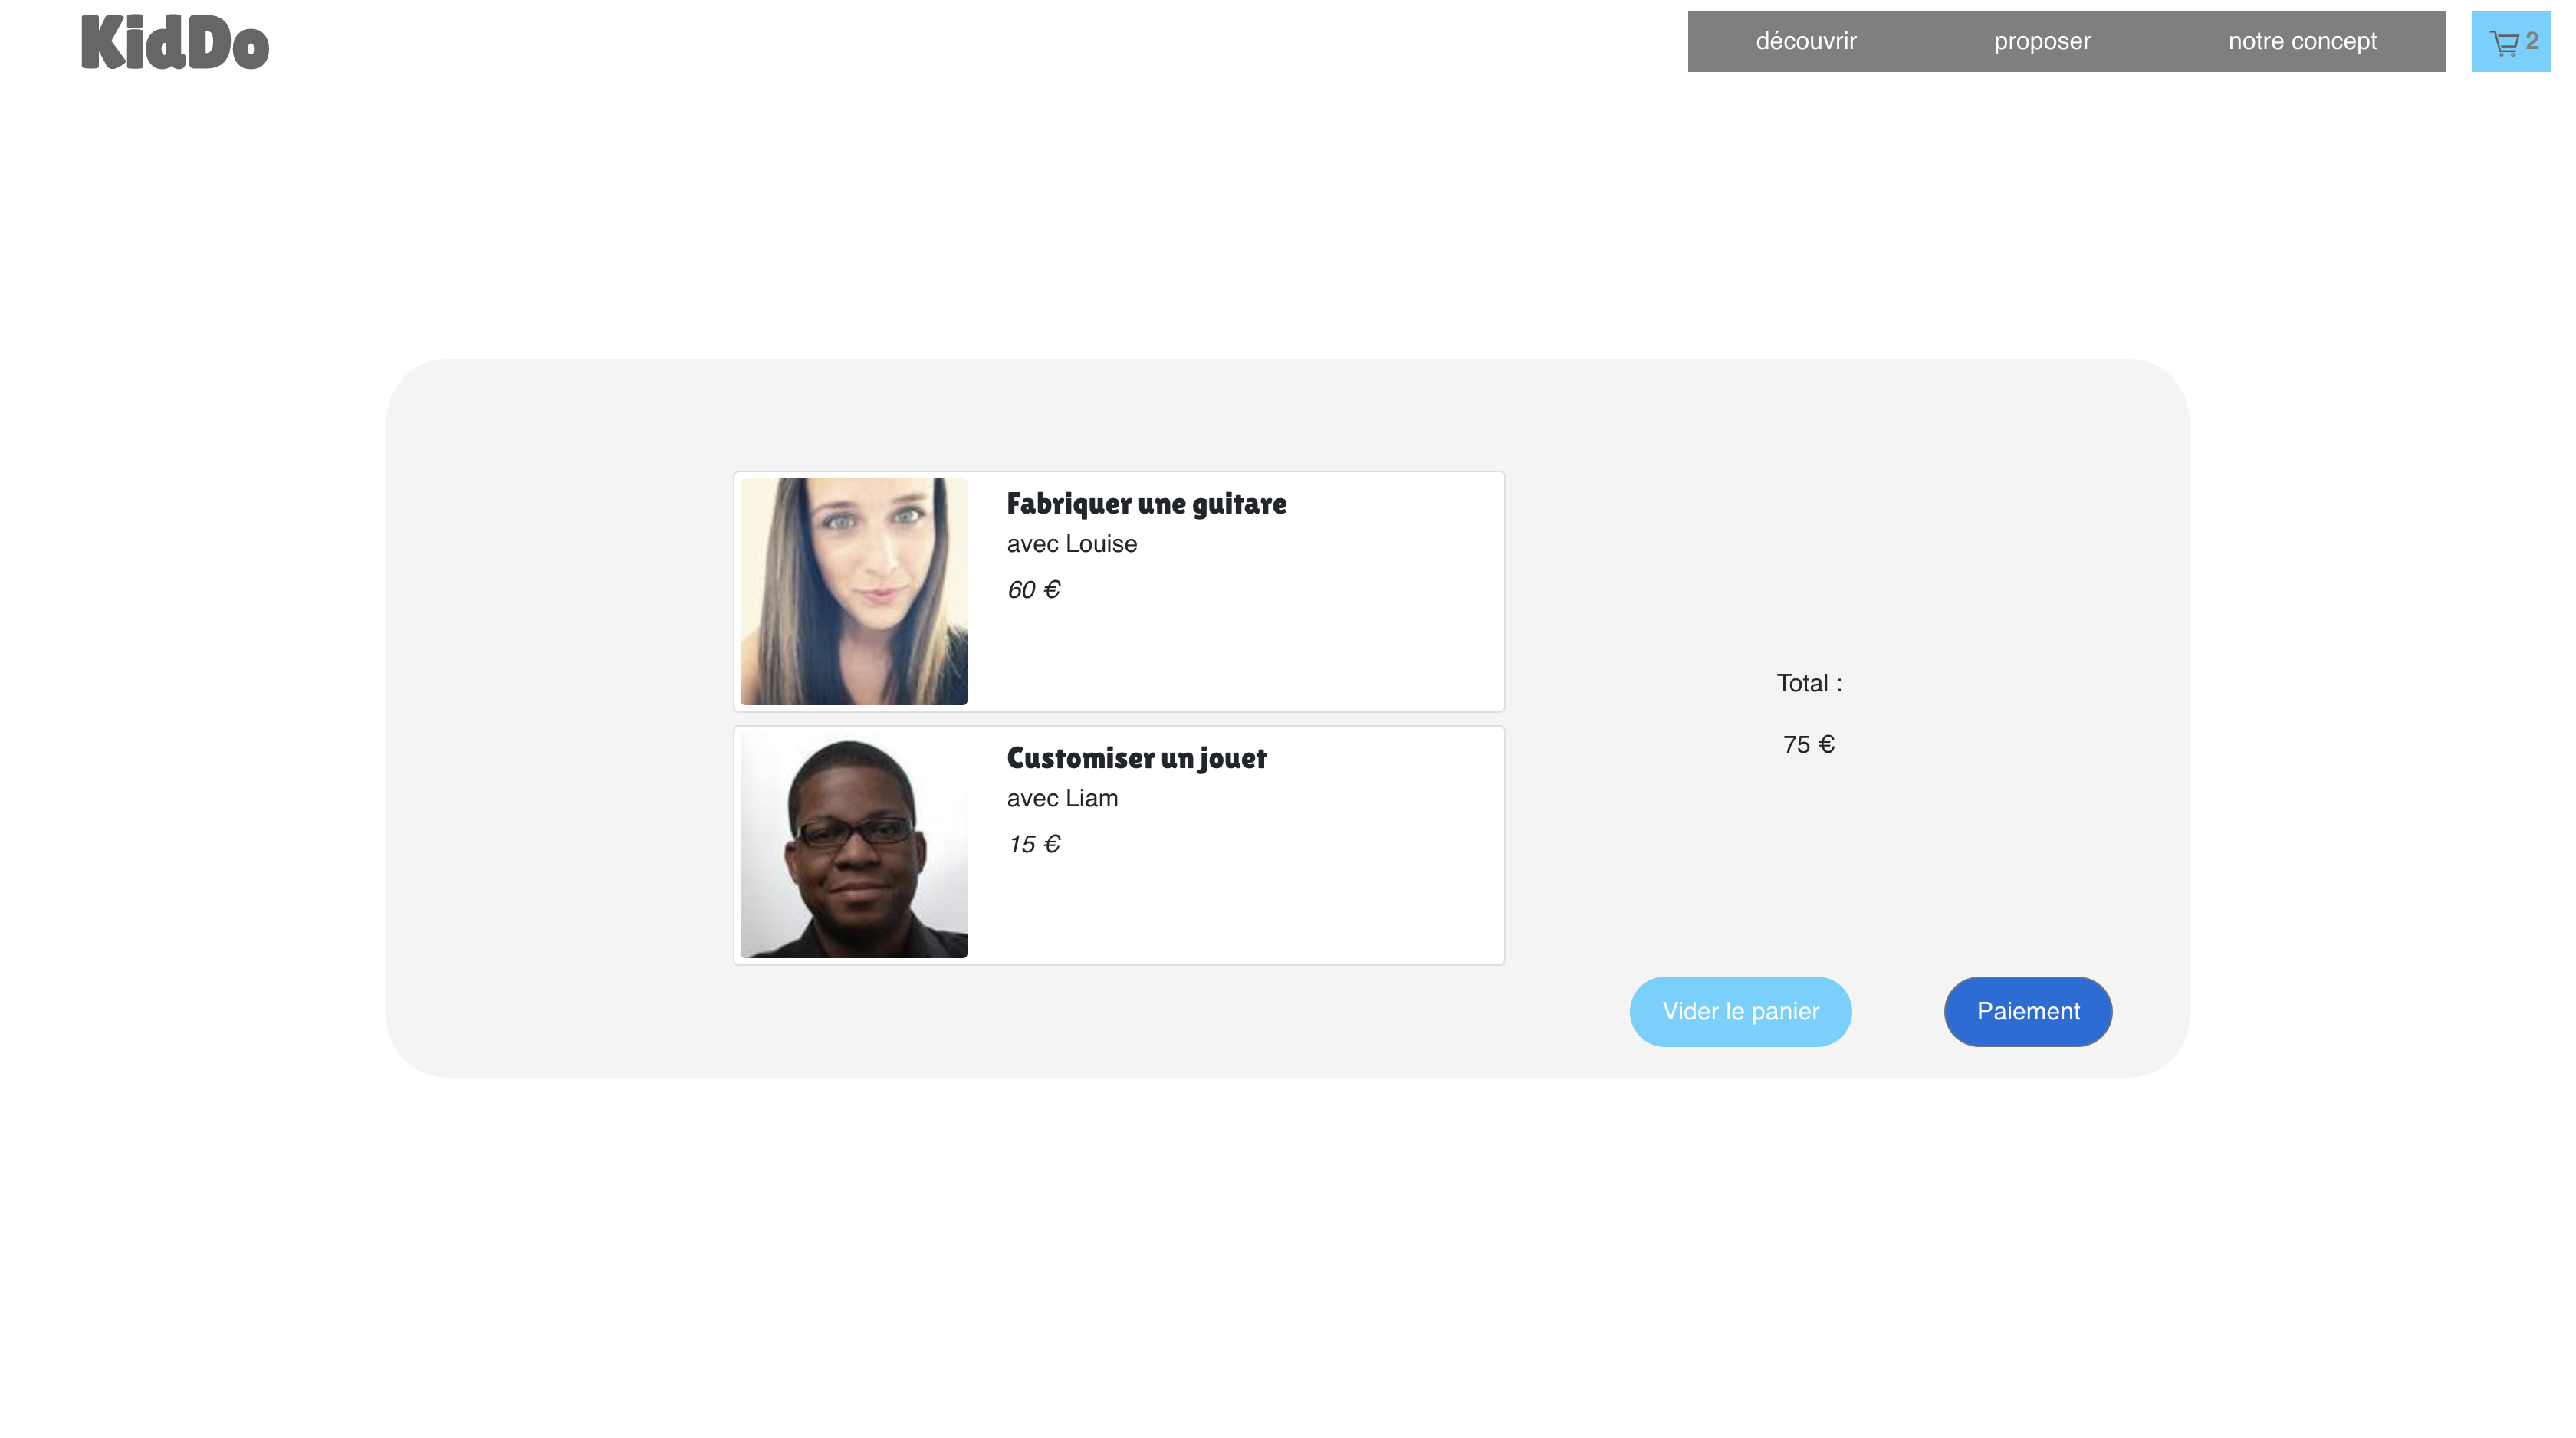 KidDo
découvrir proposer notre concept 2
Fabriquer une guitare
avec Louise
60 €
Customiser un jouet
avec Liam
15 €
Total :
75 €
Vider le panier Paiement